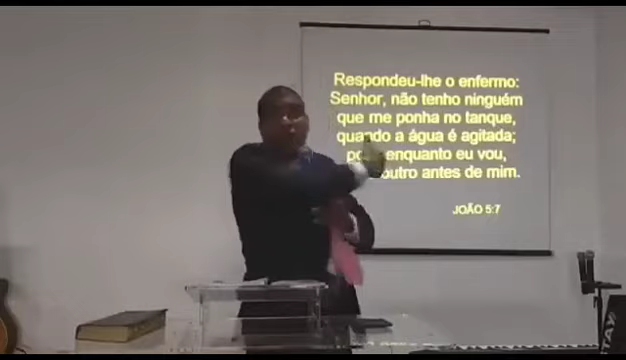 Respondeu-lhe o enfermo:
Senhor, não tenho ninguém
que me ponha no tanque,
quando a água é agitada;
enquanto eu vou,
outro antes de mim.
JOÃO 5:7